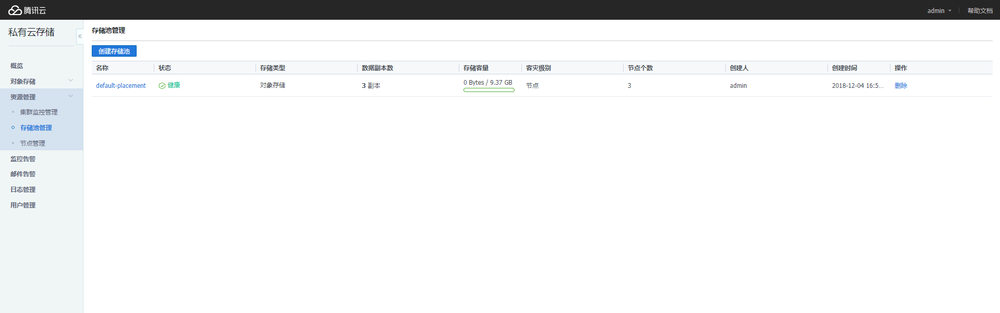 腾讯云
admin
帮助文档
私有云存储
«
概览
对象存储
资源管理
集群监控管理
存储池管理
节点管理
监控告警
邮件告警
日志管理
用户管理
存储池管理
创建存储池
名称 状态 存储类型 数据副本数 存储容量 容灾级别 节点个数 创建人 创建时间 操作
default-placement 健康 对象存储 3 副本 0 Bytes / 9.37 GB 节点 3 admin 2018-12-04 16:5... 删除